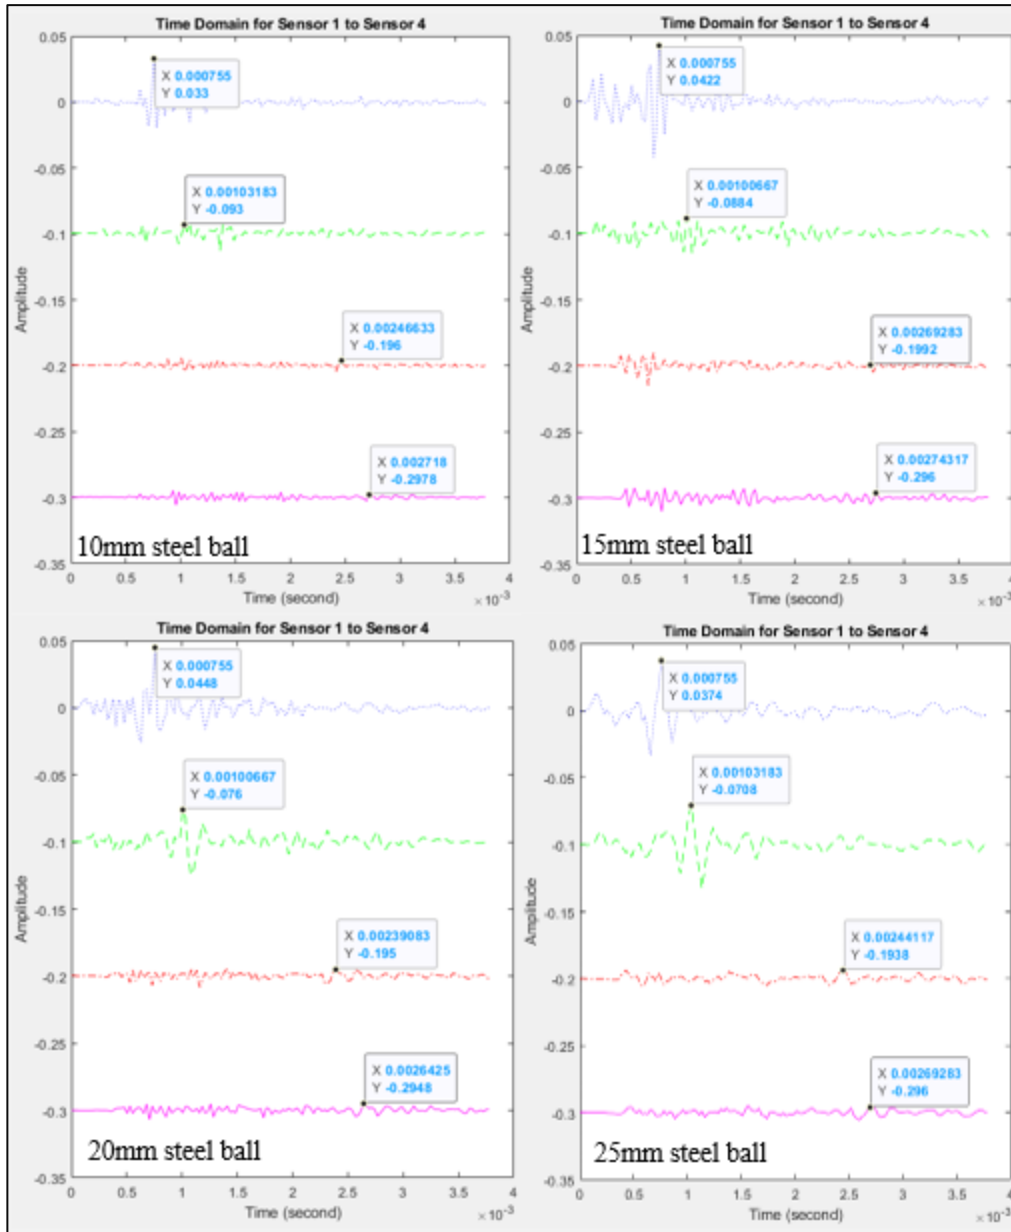 Time Domain for Sensor 1 to Sensor 4
0.05
X 0.000755
Y 0.033
0
-0.05
X 0.00103183
Y -0.093
-0.1
Amplitude
-0.15
X 0.00246633
Y -0.196
-0.2
-0.25
X 0.002718
Y -0.2978
-0.3
10mm steel ball
-0.35
0 0.5 1 1.5 2 2.5 3 3.5 4
Time (second)
×10-3
Time Domain for Sensor 1 to Sensor 4
0.05
X 0.000755
Y 0.0422
0
-0.05
X 0.00100667
Y -0.0884
-0.1
Amplitude
-0.15
X 0.00269283
Y -0.1992
-0.2
-0.25
X 0.00274317
Y -0.296
-0.3
15mm steel ball
-0.35
0 0.5 1 1.5 2 2.5 3 3.5 4
Time (second)
×10-3
Time Domain for Sensor 1 to Sensor 4
0.05
X 0.000755
Y 0.0448
0
-0.05
X 0.00100667
Y -0.076
-0.1
Amplitude
-0.15
X 0.00239083
Y -0.195
-0.2
-0.25
X 0.0026425
Y -0.2948
-0.3
20mm steel ball
-0.35
0 0.5 1 1.5 2 2.5 3 3.5 4
Time (second)
×10-3
Time Domain for Sensor 1 to Sensor 4
0.05
X 0.000755
Y 0.0374
0
-0.05
X 0.00103183
Y -0.0708
-0.1
Amplitude
-0.15
X 0.00244117
Y -0.1938
-0.2
-0.25
X 0.00269283
Y -0.296
-0.3
25mm steel ball
-0.35
0 0.5 1 1.5 2 2.5 3 3.5 4
Time (second)
×10-3